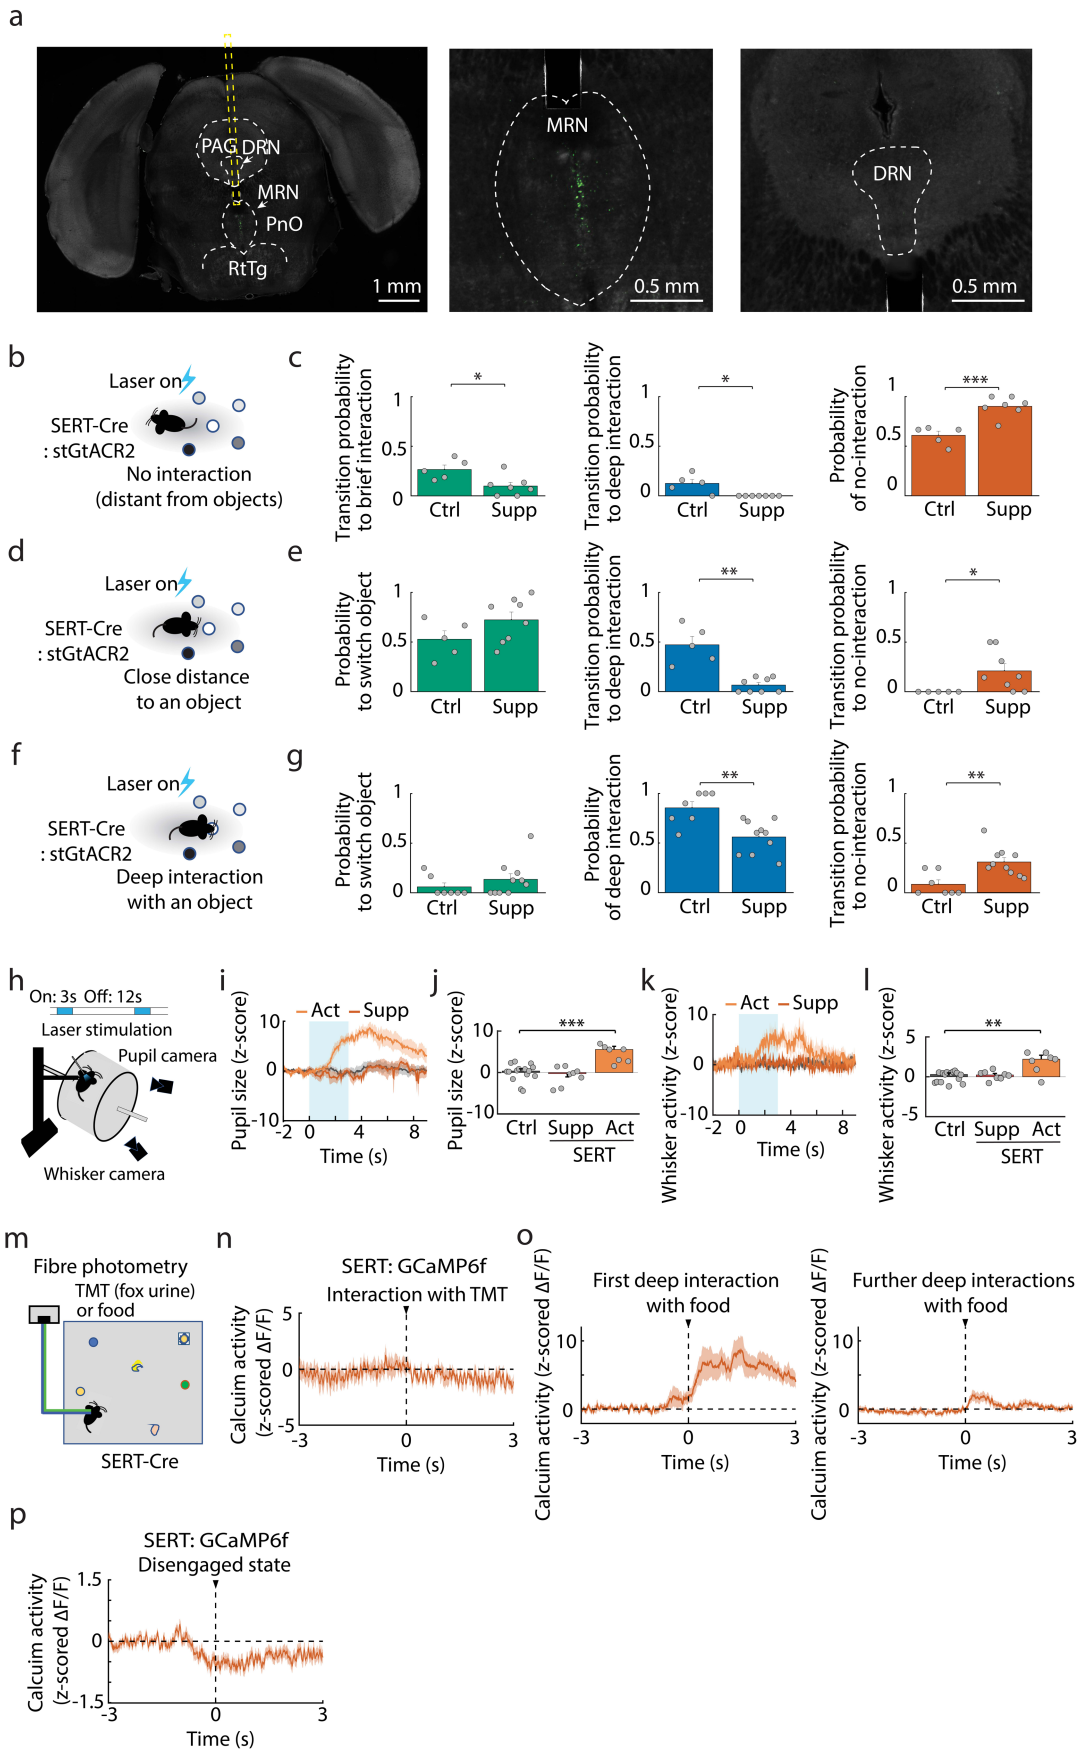 a
PAG DRN
MRN
PnO
RtTg
1 mm
MRN
0.5 mm
DRN
0.5 mm
b
Laser on
SERT-Cre
: stGtACR2
No interaction
(distant from objects)
c
Transition probability
to brief interaction
1
0.5
0
*
Ctrl Supp
Transition probability
to deep interaction
1
0.5
0
*
Ctrl Supp
Probability
of no-interaction
1
0.5
0
***
Ctrl Supp
d
Laser on
SERT-Cre
: stGtACR2
Close distance
to an object
e
Probability
to switch object
1
0.5
0
Ctrl Supp
Transition probability
to deep interaction
1
0.5
0
**
Ctrl Supp
Transition probability
to no-interaction
1
0.5
0
*
Ctrl Supp
f
Laser on
SERT-Cre
: stGtACR2
Deep interaction
with an object
g
Probability
to switch object
1
0.5
0
Ctrl Supp
Probability
of deep interaction
1
0.5
0
**
Ctrl Supp
Transition probability
to no-interaction
1
0.5
0
**
Ctrl Supp
h
On: 3s Off: 12s
Laser stimulation
Pupil camera
Whisker camera
i
Pupil size (z-score)
Act Supp
10
0
-10
-2 0 4 8
Time (s)
j
Pupil size (z-score)
10
0
-10
***
Ctrl Supp Act
SERT
k
Whisker activity (z-score)
Act Supp
10
0
-10
-2 0 4 8
Time (s)
l
Whisker activity (z-score)
5
0
-5
**
Ctrl Supp Act
SERT
m
Fibre photometry
TMT (fox urine)
or food
SERT-Cre
n
SERT: GCaMP6f
Interaction with TMT
Calcuim activity
(z-scored ΔF/F)
5
0
-5
-3 0 3
Time (s)
o
First deep interaction
with food
Calcuim activity (z-scored ΔF/F)
10
0
-3 0 3
Time (s)
Further deep interactions
with food
Calcuim activity (z-scored ΔF/F)
10
0
-3 0 3
Time (s)
p
SERT: GCaMP6f
Disengaged state
Calcuim activity
(z-scored ΔF/F)
1.5
0
-1.5
-3 0 3
Time (s)